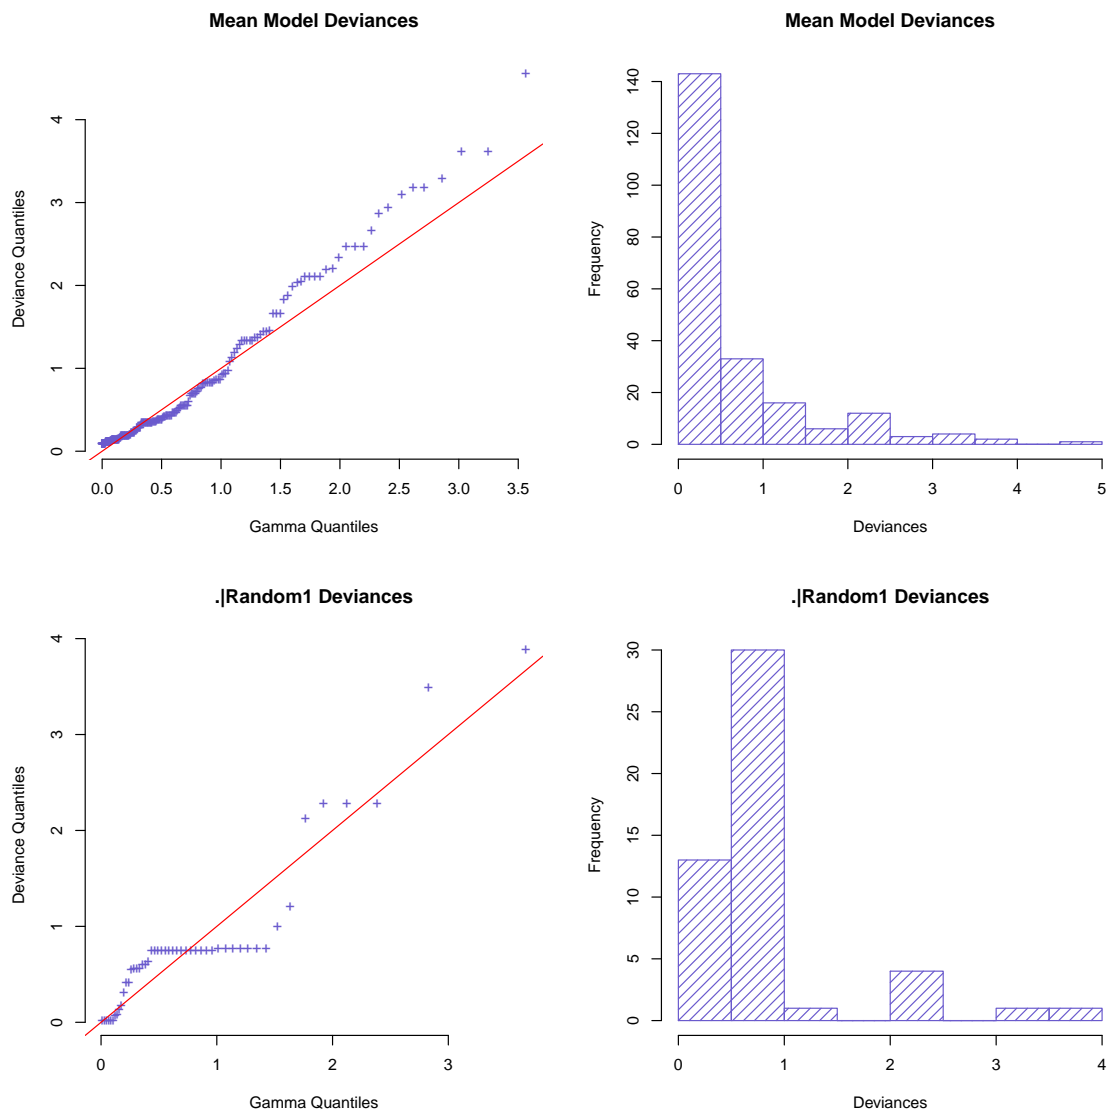 Mean Model Deviances
Deviance Quantiles
4
3
2
1
0
0.0 0.5 1.0 1.5 2.0 2.5 3.0 3.5
Gamma Quantiles
Mean Model Deviances
Frequency
140
120
100
80
60
40
20
0
0 1 2 3 4 5
Deviances
.|Random1 Deviances
Deviance Quantiles
4
3
2
1
0
0 1 2 3
Gamma Quantiles
.|Random1 Deviances
Frequency
30
25
20
15
10
5
0
0 1 2 3 4
Deviances